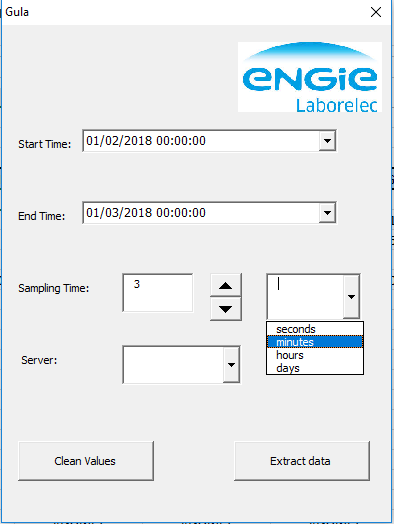 Gula
ENGIE
Laborelec
Start Time: 01/02/2018 00:00:00
End Time: 01/03/2018 00:00:00
Sampling Time: 3
seconds
minutes
hours
days
Server:
Clean Values Extract data